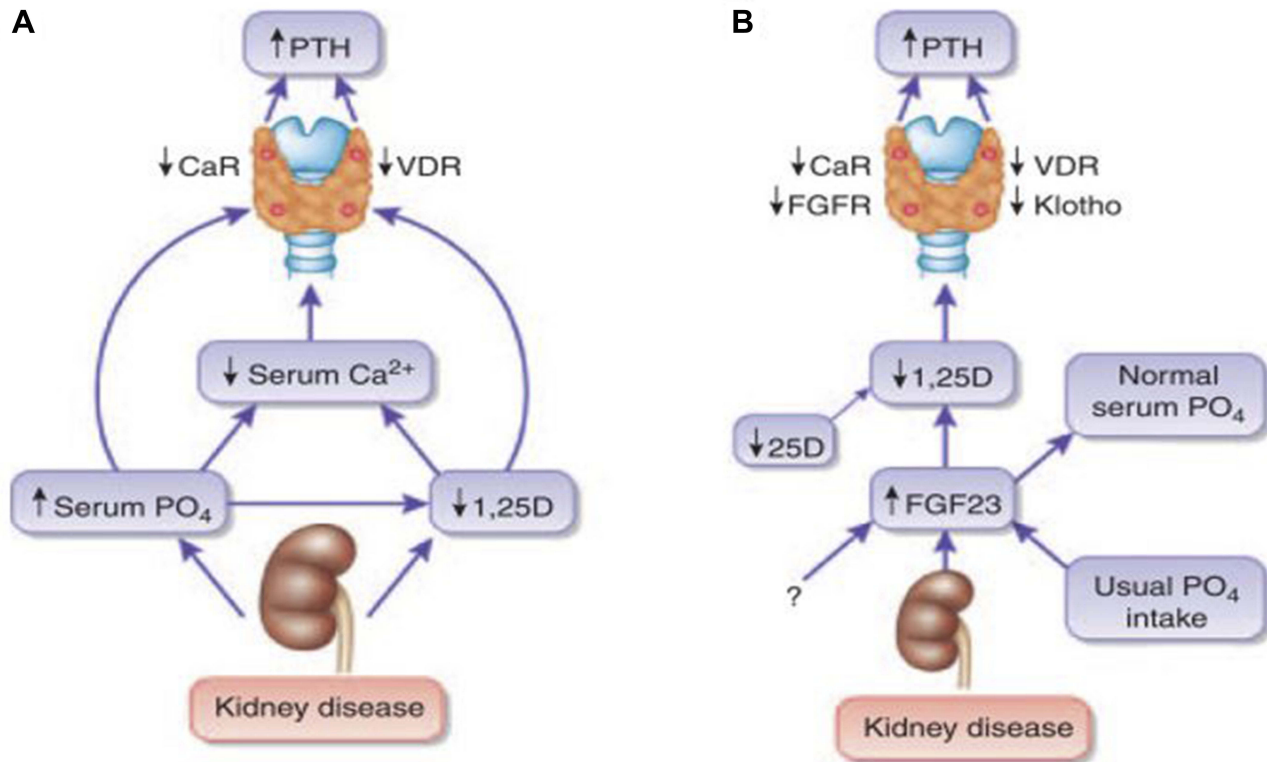 A
↑PTH
↓CaR
↓VDR
↓ Serum Ca²⁺
↑Serum PO₄
↓1,25D
Kidney disease
B
↑PTH
↓CaR
↓ VDR
↓FGFR
↓ Klotho
↓1,25D
Normal
serum PO₄
↓25D
↑FGF23
?
Usual PO₄
intake
Kidney disease